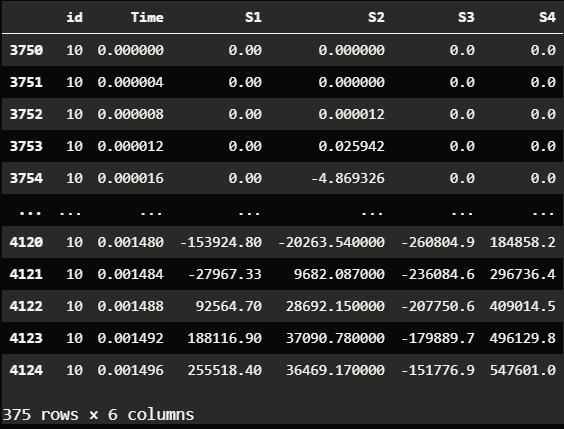 id Time S1 S2 S3 S4
3750 10 0.000000 0.00 0.000000 0.0 0.0
3751 10 0.000004 0.00 0.000000 0.0 0.0
3752 10 0.000008 0.00 0.000012 0.0 0.0
3753 10 0.000012 0.00 0.025942 0.0 0.0
3754 10 0.000016 0.00 -4.869326 0.0 0.0
... ... ... ... ... ... ...
4120 10 0.001480 -153924.80 -20263.540000 -260804.9 184858.2
4121 10 0.001484 -27967.33 9682.087000 -236084.6 296736.4
4122 10 0.001488 92564.70 28692.150000 -207750.6 409014.5
4123 10 0.001492 188116.90 37090.780000 -179889.7 496129.8
4124 10 0.001496 255518.40 36469.170000 -151776.9 547601.0
375 rows × 6 columns